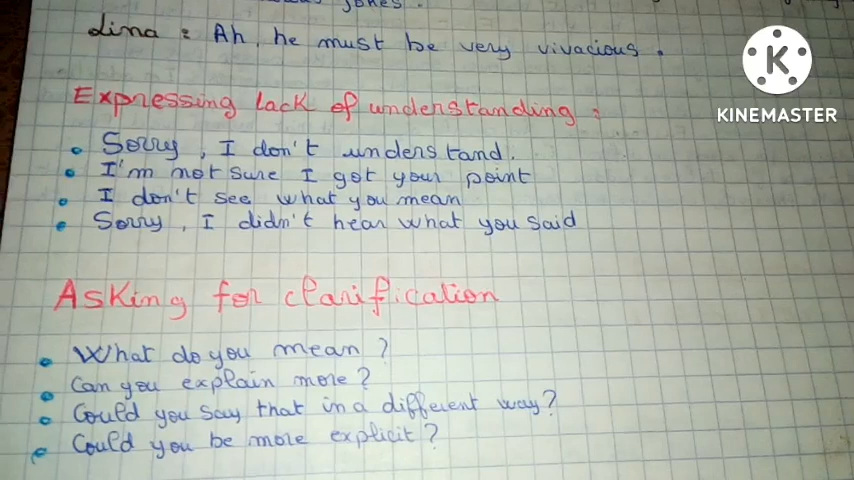 Jones.
dima : Ah, he must be very vivacious.
Expressing lack of understanding :
• Sorry, I don't understand.
• I'm not sure I got your point
• I don't see what you mean
• Sorry, I didn't hear what you said
Asking for clarification
• What do you mean ?
• Can you explain more ?
• Could you say that in a different way ?
• Could you be more explicit ?
K
KINEMASTER